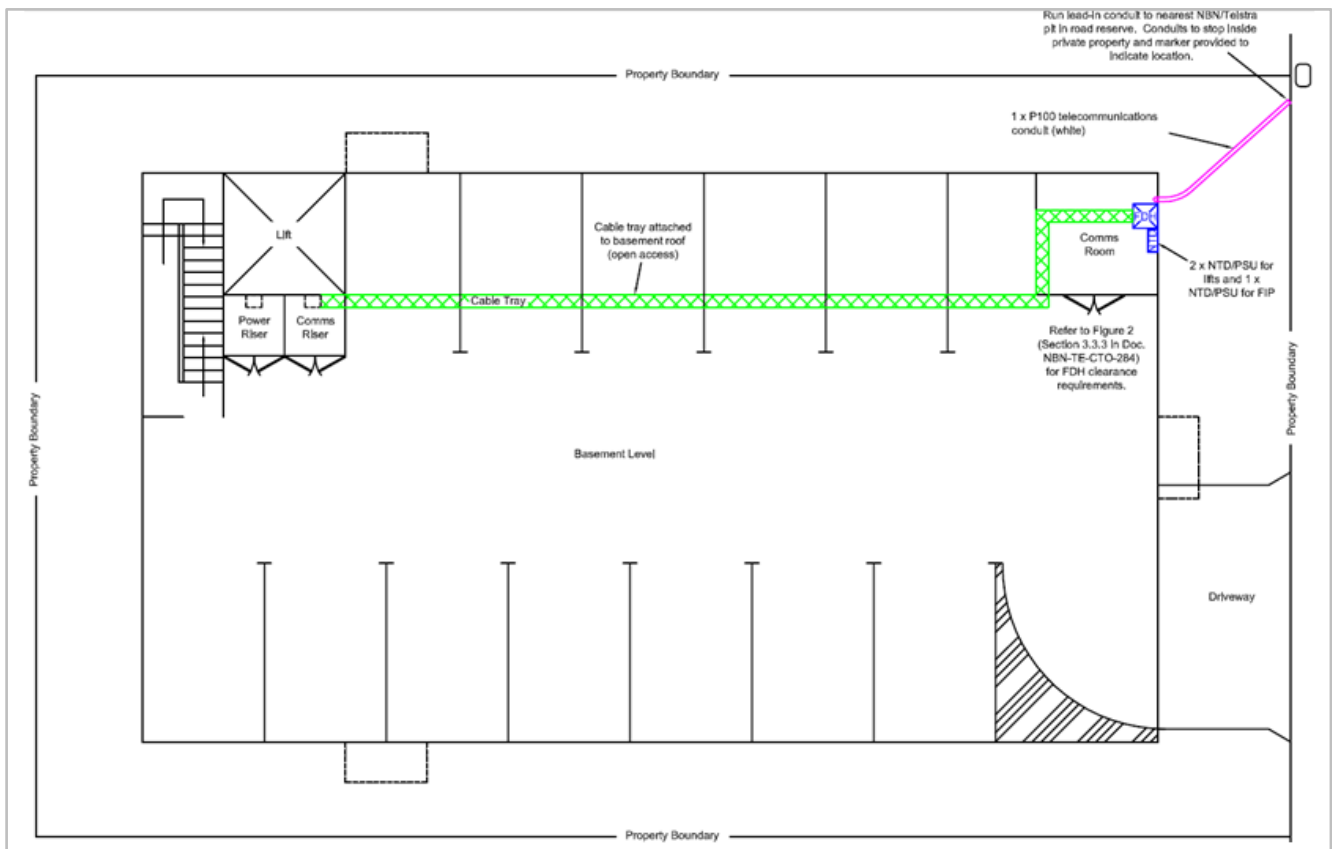 Run lead-in conduit to nearest NBN/Telstra
pit in road reserve. Conduits to stop inside
private property and marker provided to
indicate location.
Property Boundary
1 x P100 telecommunications
conduit (white)
Lift
Cable tray attached
to basement roof
(open access)
FDH
NTD
Comms
Room
2 x NTD/PSU for
lifts and 1 x
NTD/PSU for FIP
Cable Tray
Power
Riser
Comms
Riser
Refer to Figure 2
(Section 3.3.3 in Doc.
NBN-TE-CTO-284)
for FDH clearance
requirements.
Property Boundary
Property Boundary
Basement Level
Driveway
Property Boundary